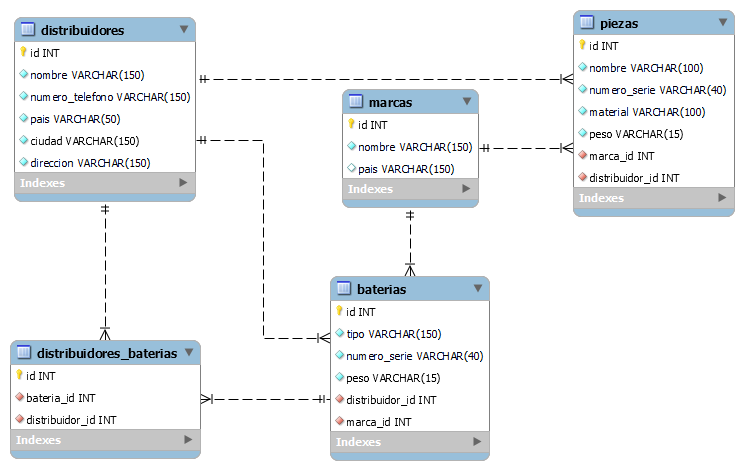 distribuidores
id INT
nombre VARCHAR(150)
numero_telefono VARCHAR(150)
pais VARCHAR(50)
ciudad VARCHAR(150)
direccion VARCHAR(150)
Indexes
marcas
id INT
nombre VARCHAR(150)
pais VARCHAR(150)
Indexes
piezas
id INT
nombre VARCHAR(100)
numero_serie VARCHAR(40)
material VARCHAR(100)
peso VARCHAR(15)
marca_id INT
distribuidor_id INT
Indexes
distribuidores_baterias
id INT
bateria_id INT
distribuidor_id INT
Indexes
baterias
id INT
tipo VARCHAR(150)
numero_serie VARCHAR(40)
peso VARCHAR(15)
distribuidor_id INT
marca_id INT
Indexes